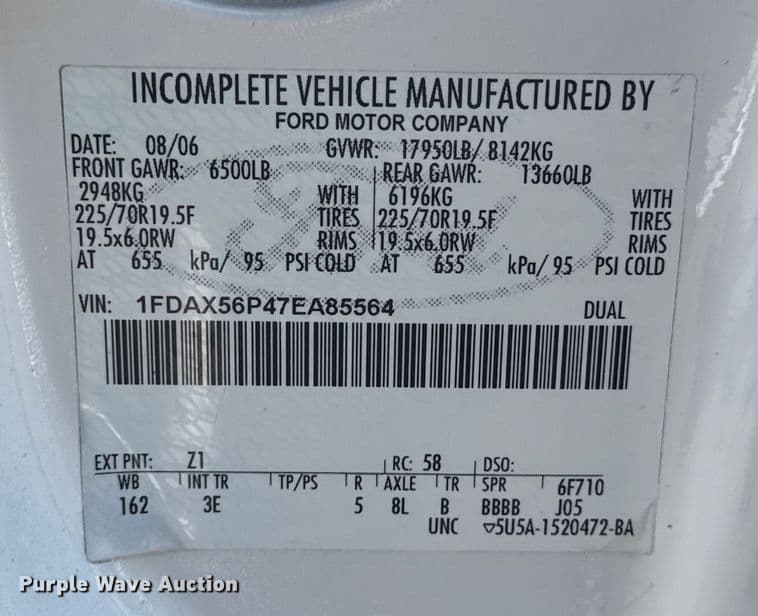 INCOMPLETE VEHICLE MANUFACTURED BY
FORD MOTOR COMPANY
DATE: 08/06 GVWR: 17950LB/ 8142KG
FRONT GAWR: 6500LB REAR GAWR: 13660LB
2948KG WITH 6196KG WITH
225/70R19.5F TIRES 225/70R19.5F TIRES
19.5x6.0RW RIMS 19.5x6.0RW RIMS
AT 655 kPa/ 95 PSI COLD AT 655 kPa/ 95 PSI COLD
VIN: 1FDAX56P47EA85564 DUAL
EXT PNT: Z1 RC: 58 DSO:
WB INT TR TP/PS R AXLE TR SPR 6F710
162 3E 5 8L B BBBB J05
UNC ▽5U5A-1520472-BA
Purple Wave Auction